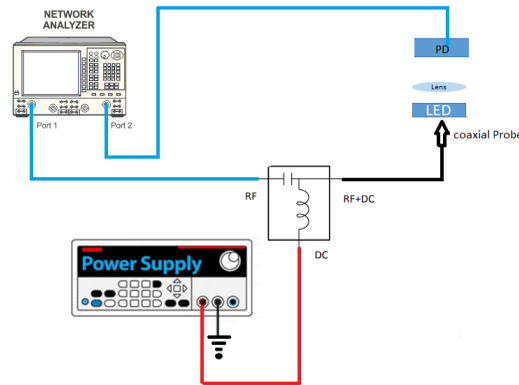 NETWORK
ANALYZER
PD
Lens
LED
Port 1
Port 2
coaxial Probe
RF
RF+DC
DC
Power Supply